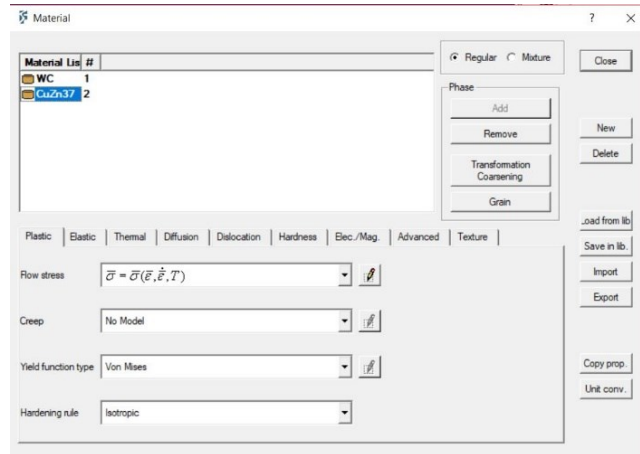 Material ? ×
Material Lis #
WC 1
CuZn37 2
Regular Mixture
Phase
Add
Remove
Transformation
Coarsening
Grain
Close
New
Delete
.oad from lib
Save in lib.
Import
Export
Copy prop.
Unit conv.
Plastic Elastic Thermal Diffusion Dislocation Hardness Elec./Mag. Advanced Texture
Flow stress σ̄ = σ̄(ε̄, ε̄̇, T)
Creep No Model
Yield function type Von Mises
Hardening rule Isotropic